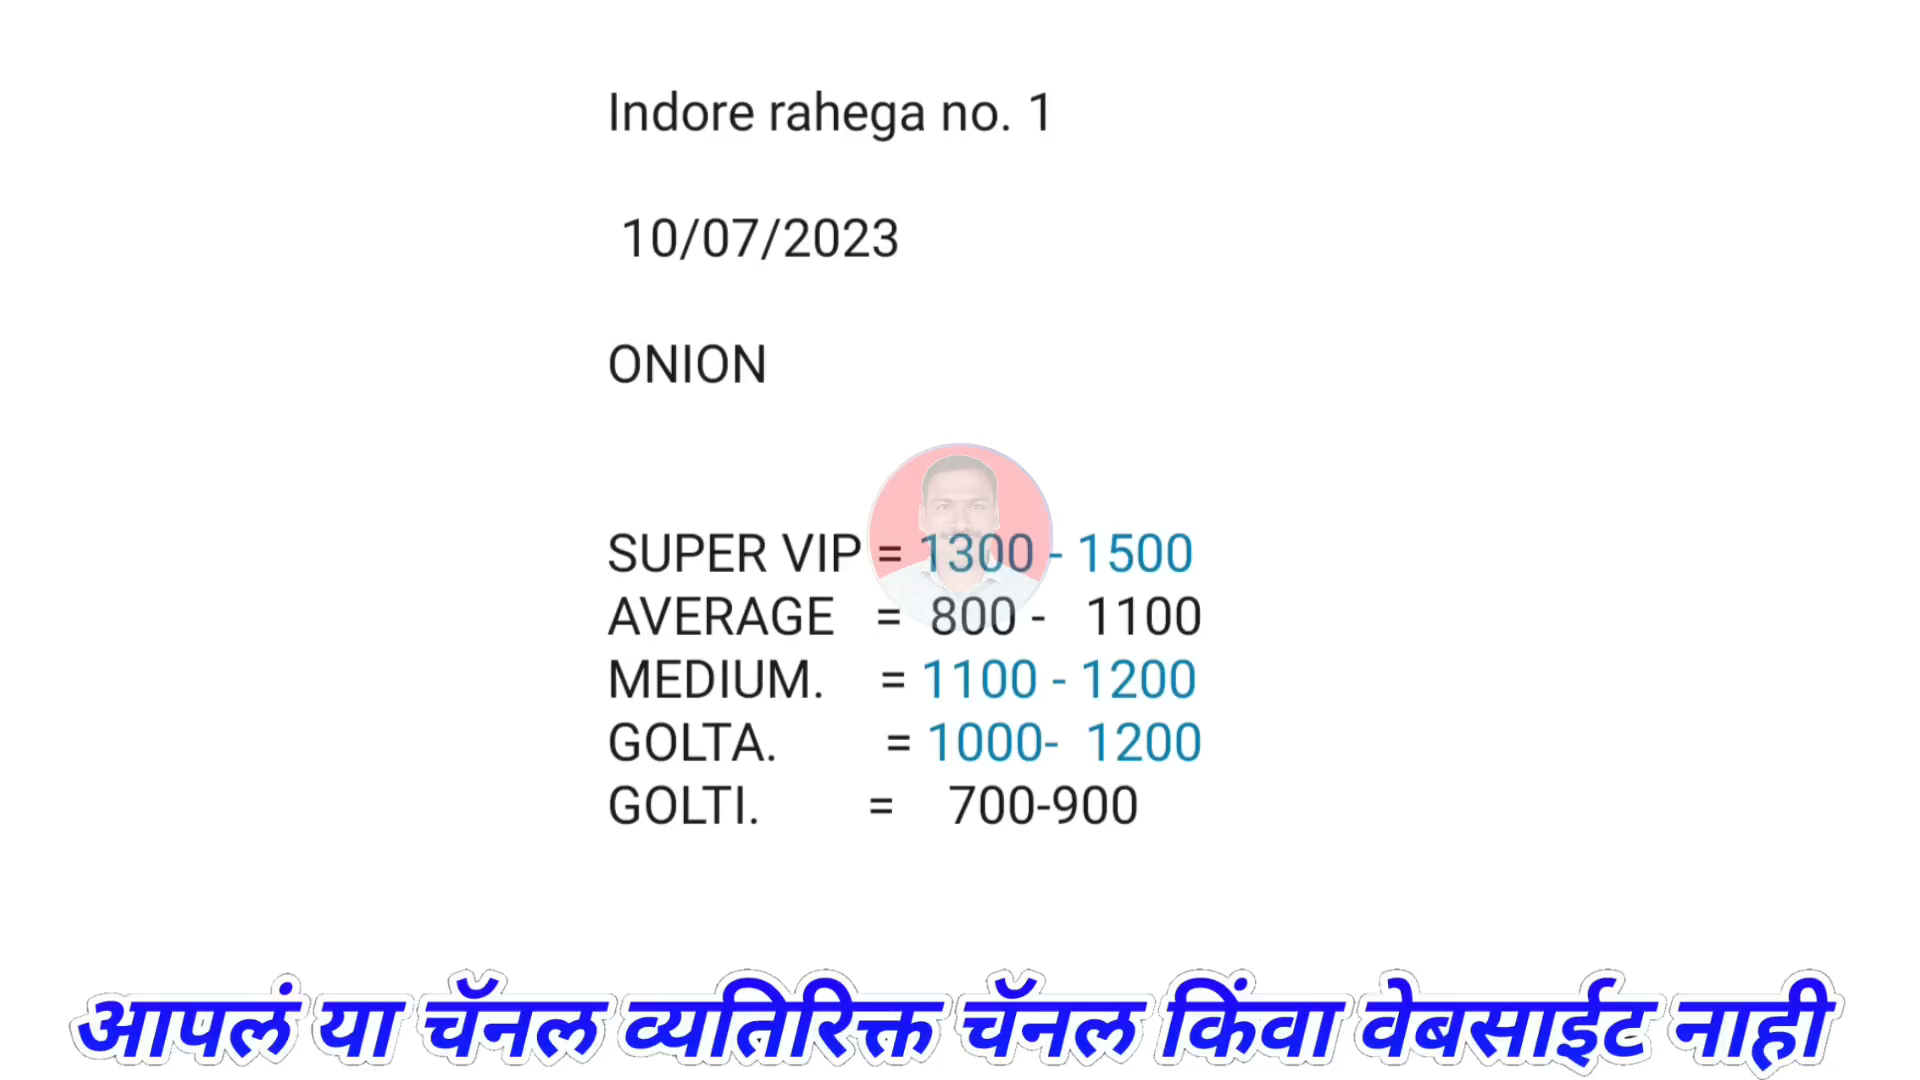 Indore rahega no. 1
10/07/2023
ONION
SUPER VIP = 1300 - 1500
AVERAGE = 800 - 1100
MEDIUM. = 1100 - 1200
GOLTA. = 1000- 1200
GOLTI. = 700-900
आपलं या चॅनल व्यतिरिक्त चॅनल किंवा वेबसाईट नाही